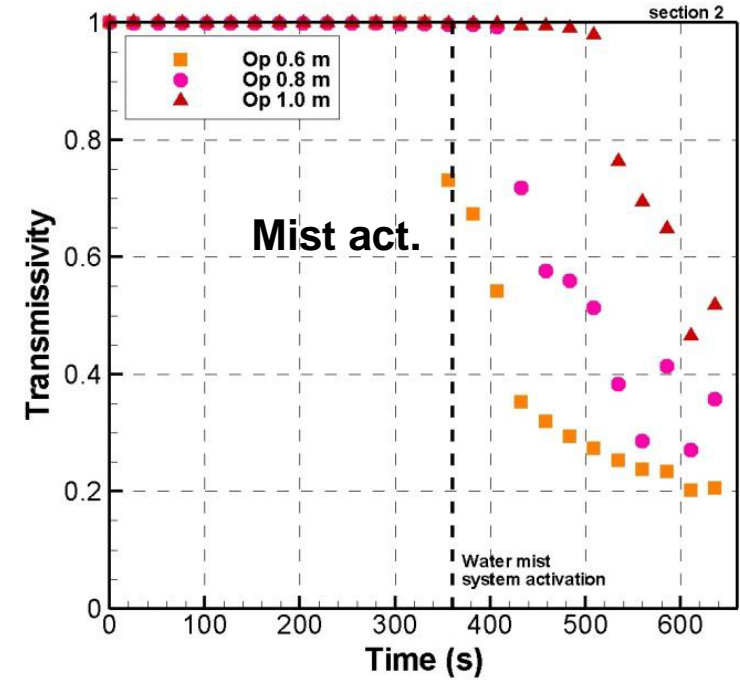 section 2
Op 0.6 m
Op 0.8 m
Op 1.0 m
Mist act.
Water mist
system activation
Transmissivity
1
0.8
0.6
0.4
0.2
0
0 100 200 300 400 500 600
Time (s)